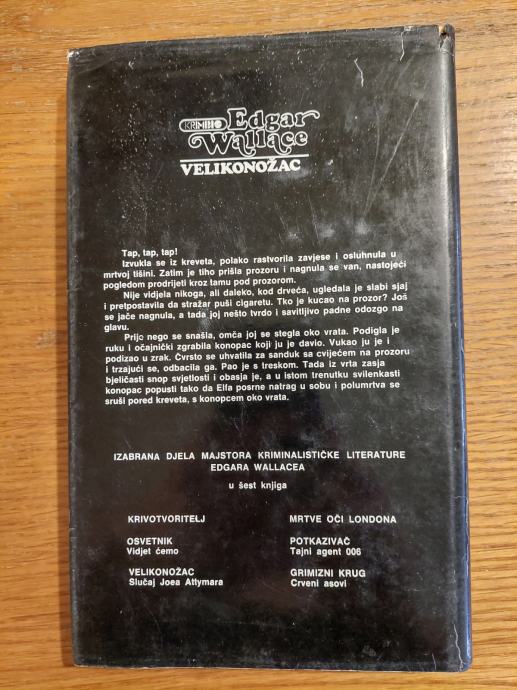 KRIMIBIS Edgar
Wallace
VELIKONOŽAC
Tap, tap, tap!
Izvukla se iz kreveta, polako rastvorila zavjese i osluhnula u
mrtvoj tišini. Zatim je tiho prišla prozoru i nagnula se van, nastojeći
pogledom prodrijeti kroz tamu pod prozorom.
Nije vidjela nikoga, ali daleko, kod drveća, ugledala je slabi sjaj
i pretpostavila da stražar puši cigaretu. Tko je kucao na prozor? Još
se jače nagnula, a tada joj nešto tvrdo i savitljivo padne odozgo na
glavu.
Prijo nego se snašla, omča joj se stegla oko vrata. Podigla je
ruku i očajnički zgrabila konopac koji ju je davio. Vukao ju je i
podizao u zrak. Čvrsto se uhvatila za sanduk sa cvijećem na prozoru
i trzajući se, odbacila ga. Pao je s treskom. Tada iz vrta zasja
bjeličasti snop svjetlosti i obasja je, a u istom trenutku svilenkasti
konopac popusti tako da Elfa posrne natrag u sobu i polumrtva se
sruši pored kreveta, s konopcem oko vrata.
IZABRANA DJELA MAJSTORA KRIMINALISTIČKE LITERATURE
EDGARA WALLACEA
u šest knjiga
KRIVOTVORITELJ
OSVETNIK
Vidjet ćemo
VELIKONOŽAC
Slučaj Joea Attymara
MRTVE OČI LONDONA
POTKAZIVAČ
Tajni agent 006
GRIMIZNI KRUG
Crveni asovi